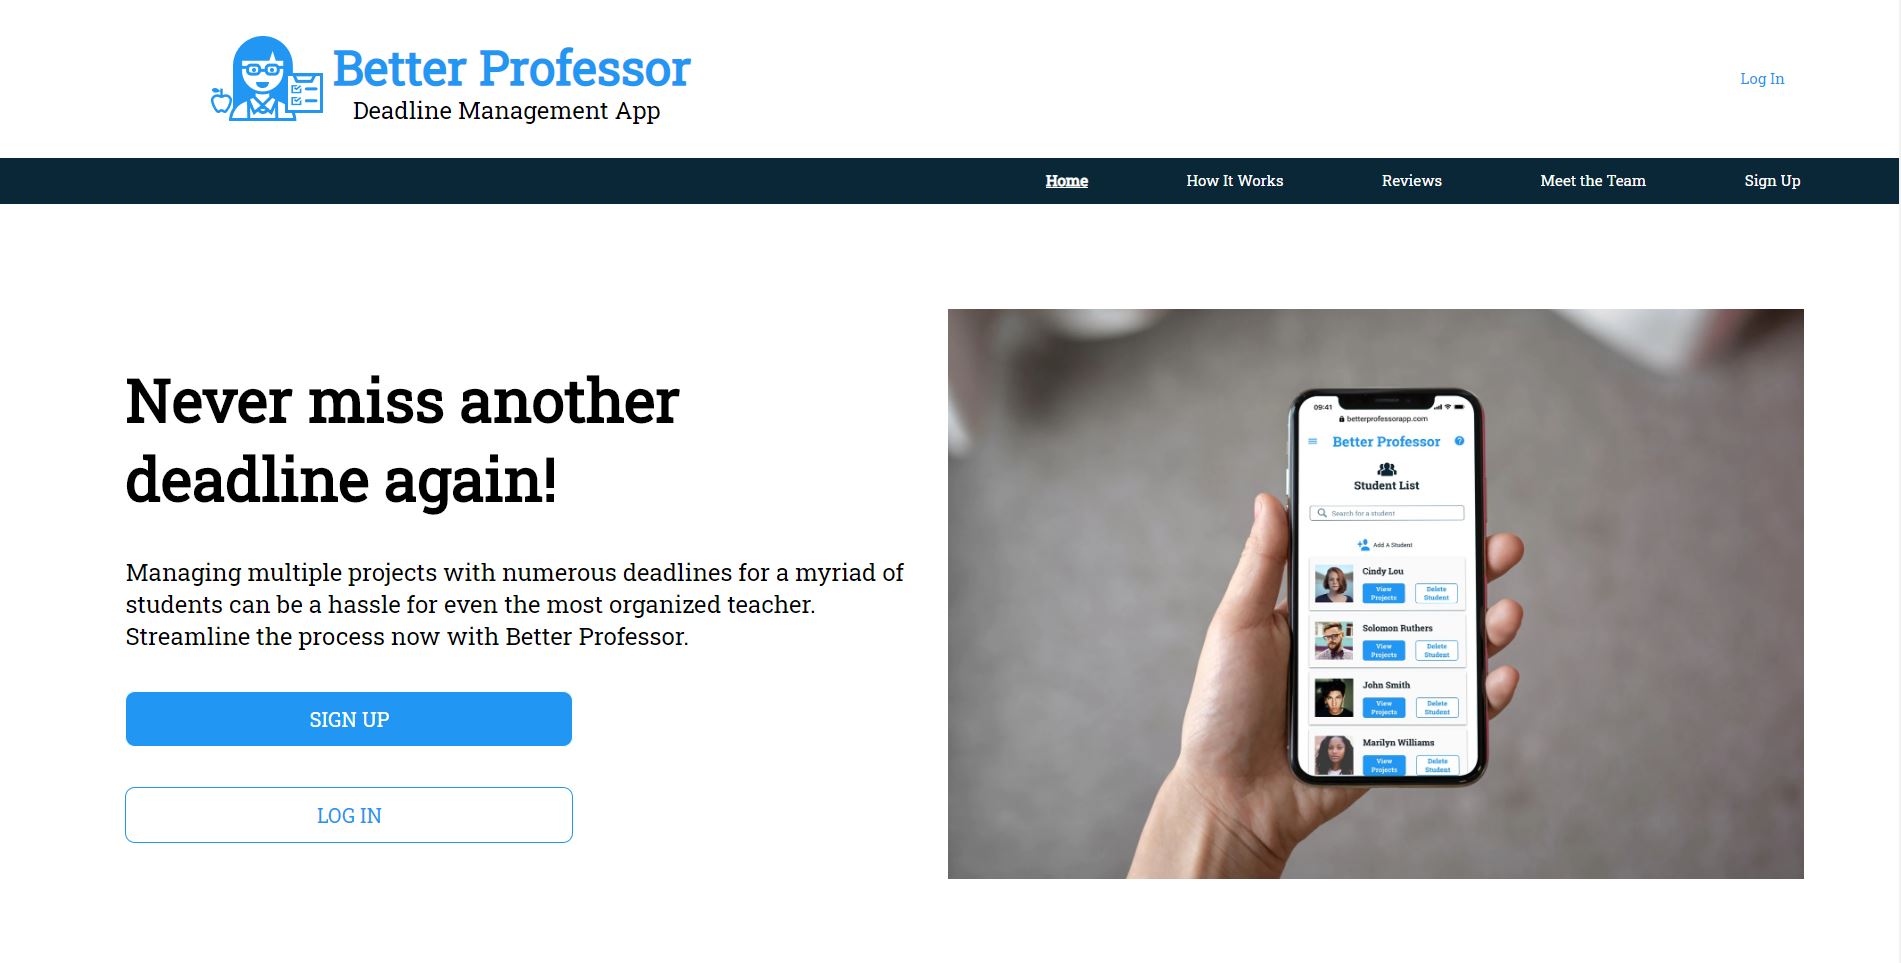 Better Professor
Deadline Management App
Log In
Home
How It Works
Reviews
Meet the Team
Sign Up
Never miss another
deadline again!
Managing multiple projects with numerous deadlines for a myriad of
students can be a hassle for even the most organized teacher.
Streamline the process now with Better Professor.
SIGN UP
LOG IN
09:41
betterprofessorapp.com
Better Professor
?
Student List
Search for a student
Add A Student
Cindy Lou
View
Projects
Delete
Student
Solomon Ruthers
View
Projects
Delete
Student
John Smith
View
Projects
Delete
Student
Marilyn Williams
View
Projects
Delete
Student